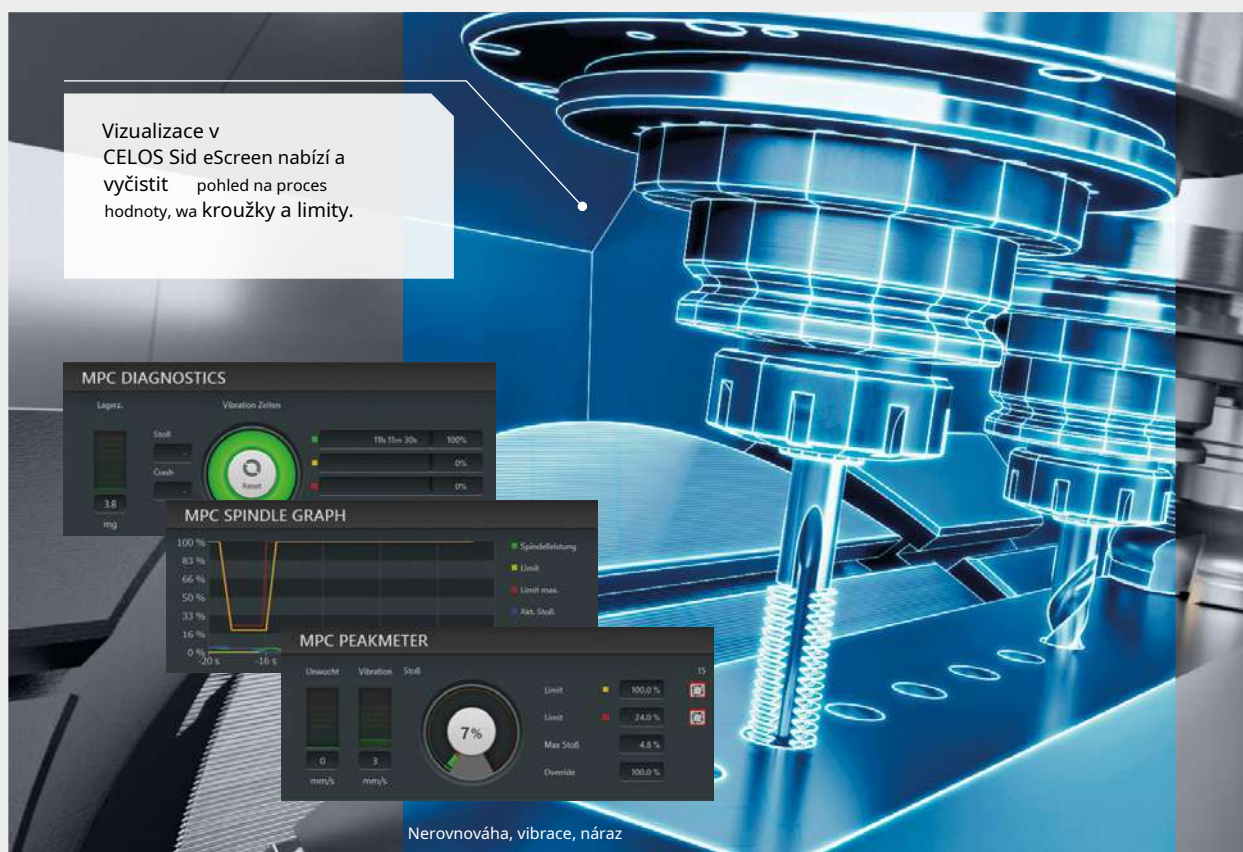 Vizualizace v
CELOS Sid eScreen nabízí a
vyčistit pohled na proces
hodnoty, wa kroužky a limity.
MPC DIAGNOSTICS
Lagerz.
Vibration Zeiten
Stoß
-
Crash
-
Reset
11h 11m 30s 100%
0%
0%
3.8
mg
MPC SPINDLE GRAPH
100 %
83 %
66 %
50 %
33 %
16 %
0 %
-20 s -16 s
Spindelleistung
Limit
Limit max.
Akt. Stoß
MPC PEAKMETER
Unwucht Vibration Stoß
15
7%
Limit 100.0 %
Limit 24.0 %
Max Stoß 4.8 %
Override 100.0 %
0 3
mm/s mm/s
Nerovnováha, vibrace, náraz